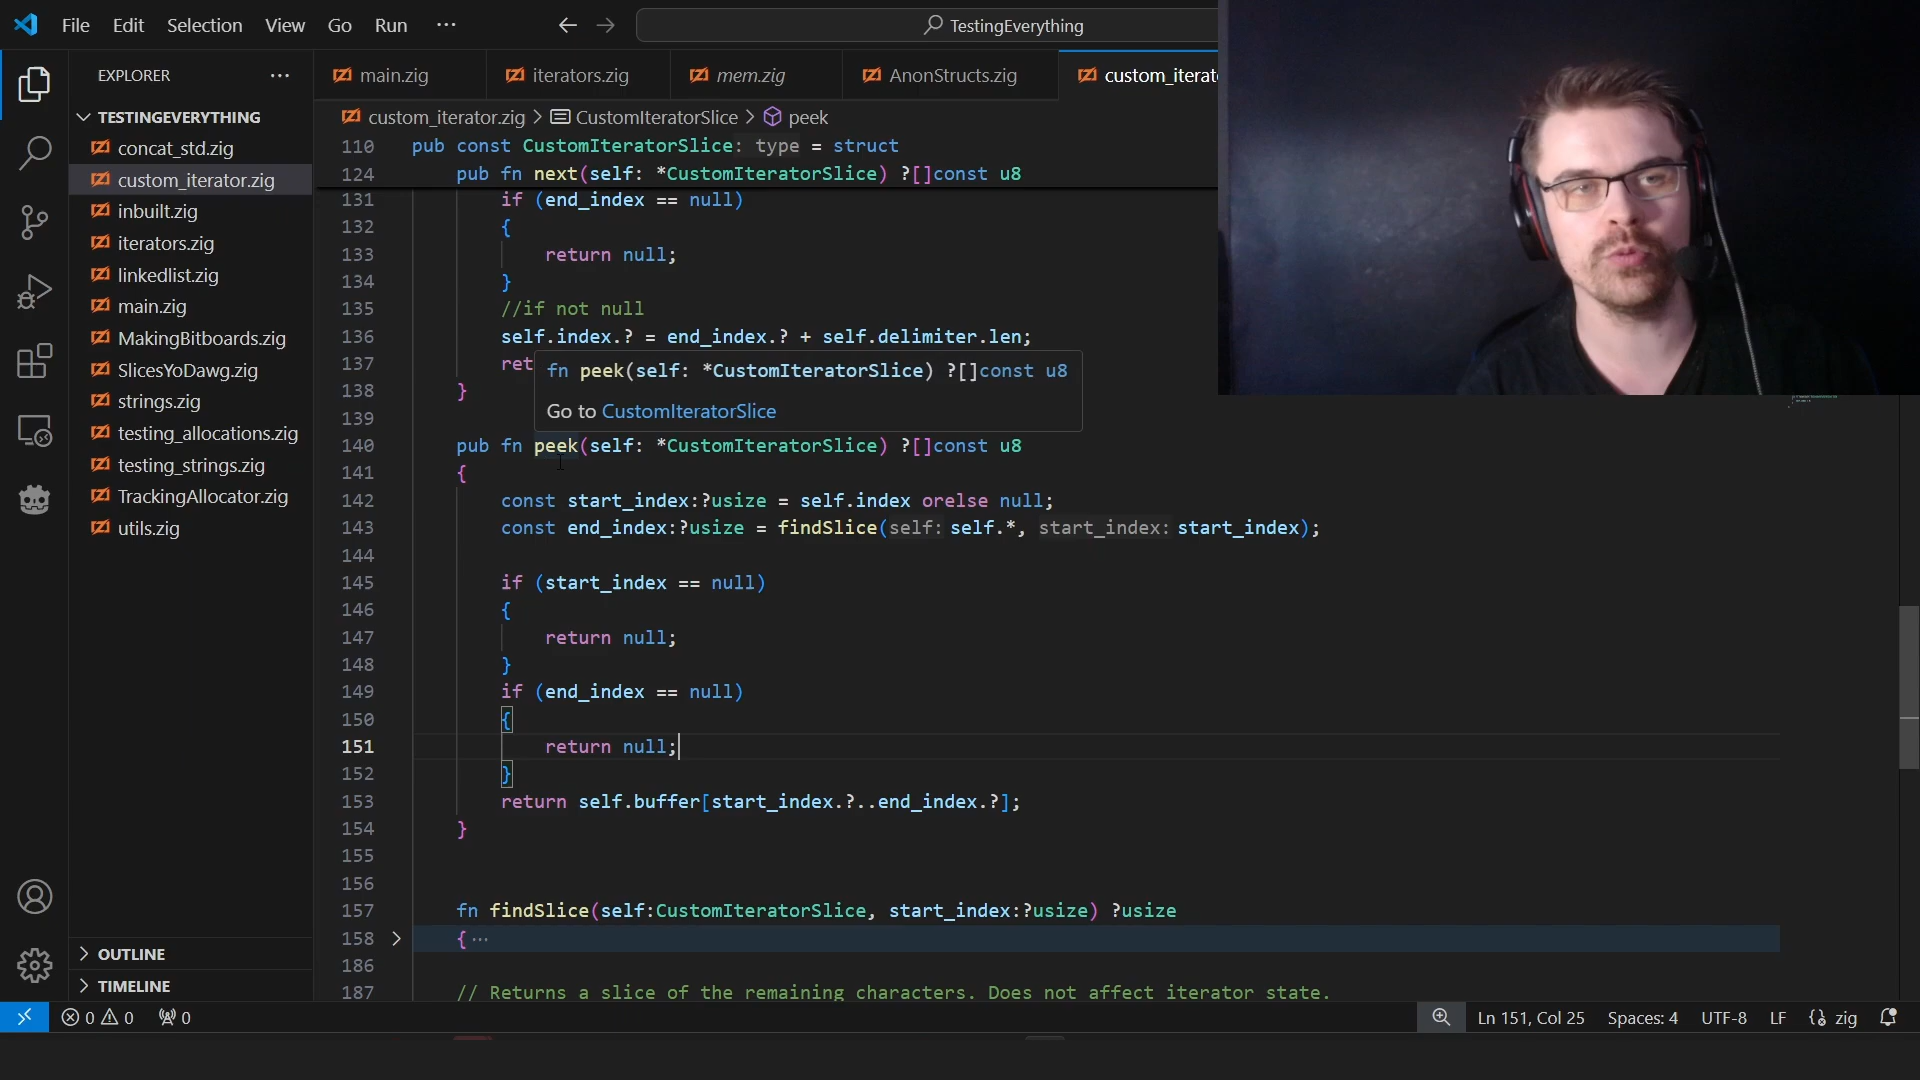 File Edit Selection View Go Run ···
TestingEverything
EXPLORER
main.zig
iterators.zig
mem.zig
AnonStructs.zig
custom_iterat
TESTINGEVERYTHING
concat_std.zig
custom_iterator.zig
inbuilt.zig
iterators.zig
linkedlist.zig
main.zig
MakingBitboards.zig
SlicesYoDawg.zig
strings.zig
testing_allocations.zig
testing_strings.zig
TrackingAllocator.zig
utils.zig
OUTLINE
TIMELINE
custom_iterator.zig > CustomIteratorSlice > peek
110 pub const CustomIteratorSlice: type = struct
124 pub fn next(self: *CustomIteratorSlice) ?[]const u8
131 if (end_index == null)
132 {
133 return null;
134 }
135 //if not null
136 self.index.? = end_index.? + self.delimiter.len;
137 ret
fn peek(self: *CustomIteratorSlice) ?[]const u8
Go to CustomIteratorSlice
138 }
139
140 pub fn peek(self: *CustomIteratorSlice) ?[]const u8
141 {
142 const start_index:?usize = self.index orelse null;
143 const end_index:?usize = findSlice(self: self.*, start_index: start_index);
144
145 if (start_index == null)
146 {
147 return null;
148 }
149 if (end_index == null)
150 {
151 return null;
152 }
153 return self.buffer[start_index.?..end_index.?];
154 }
155
156
157 fn findSlice(self:CustomIteratorSlice, start_index:?usize) ?usize
158 { ···
186
187 // Returns a slice of the remaining characters. Does not affect iterator state.
0 0 0
Ln 151, Col 25 Spaces: 4 UTF-8 LF zig